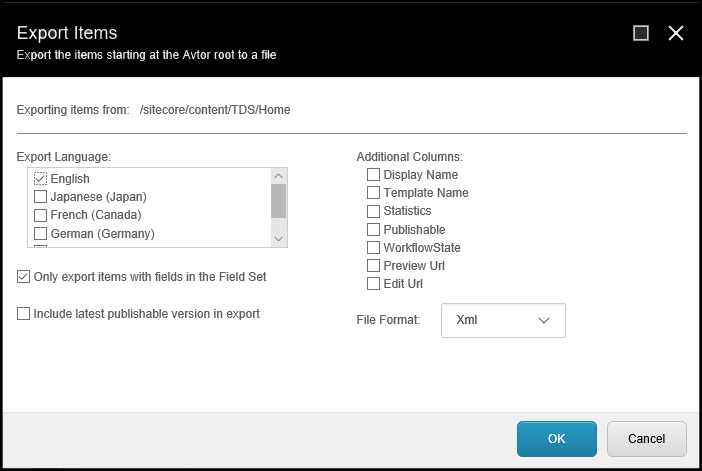 Export Items
Export the items starting at the Avtor root to a file
Exporting items from: /sitecore/content/TDS/Home
Export Language:
English
Japanese (Japan)
French (Canada)
German (Germany)
Only export items with fields in the Field Set
Include latest publishable version in export
Additional Columns:
Display Name
Template Name
Statistics
Publishable
WorkflowState
Preview Url
Edit Url
File Format: Xml
OK Cancel